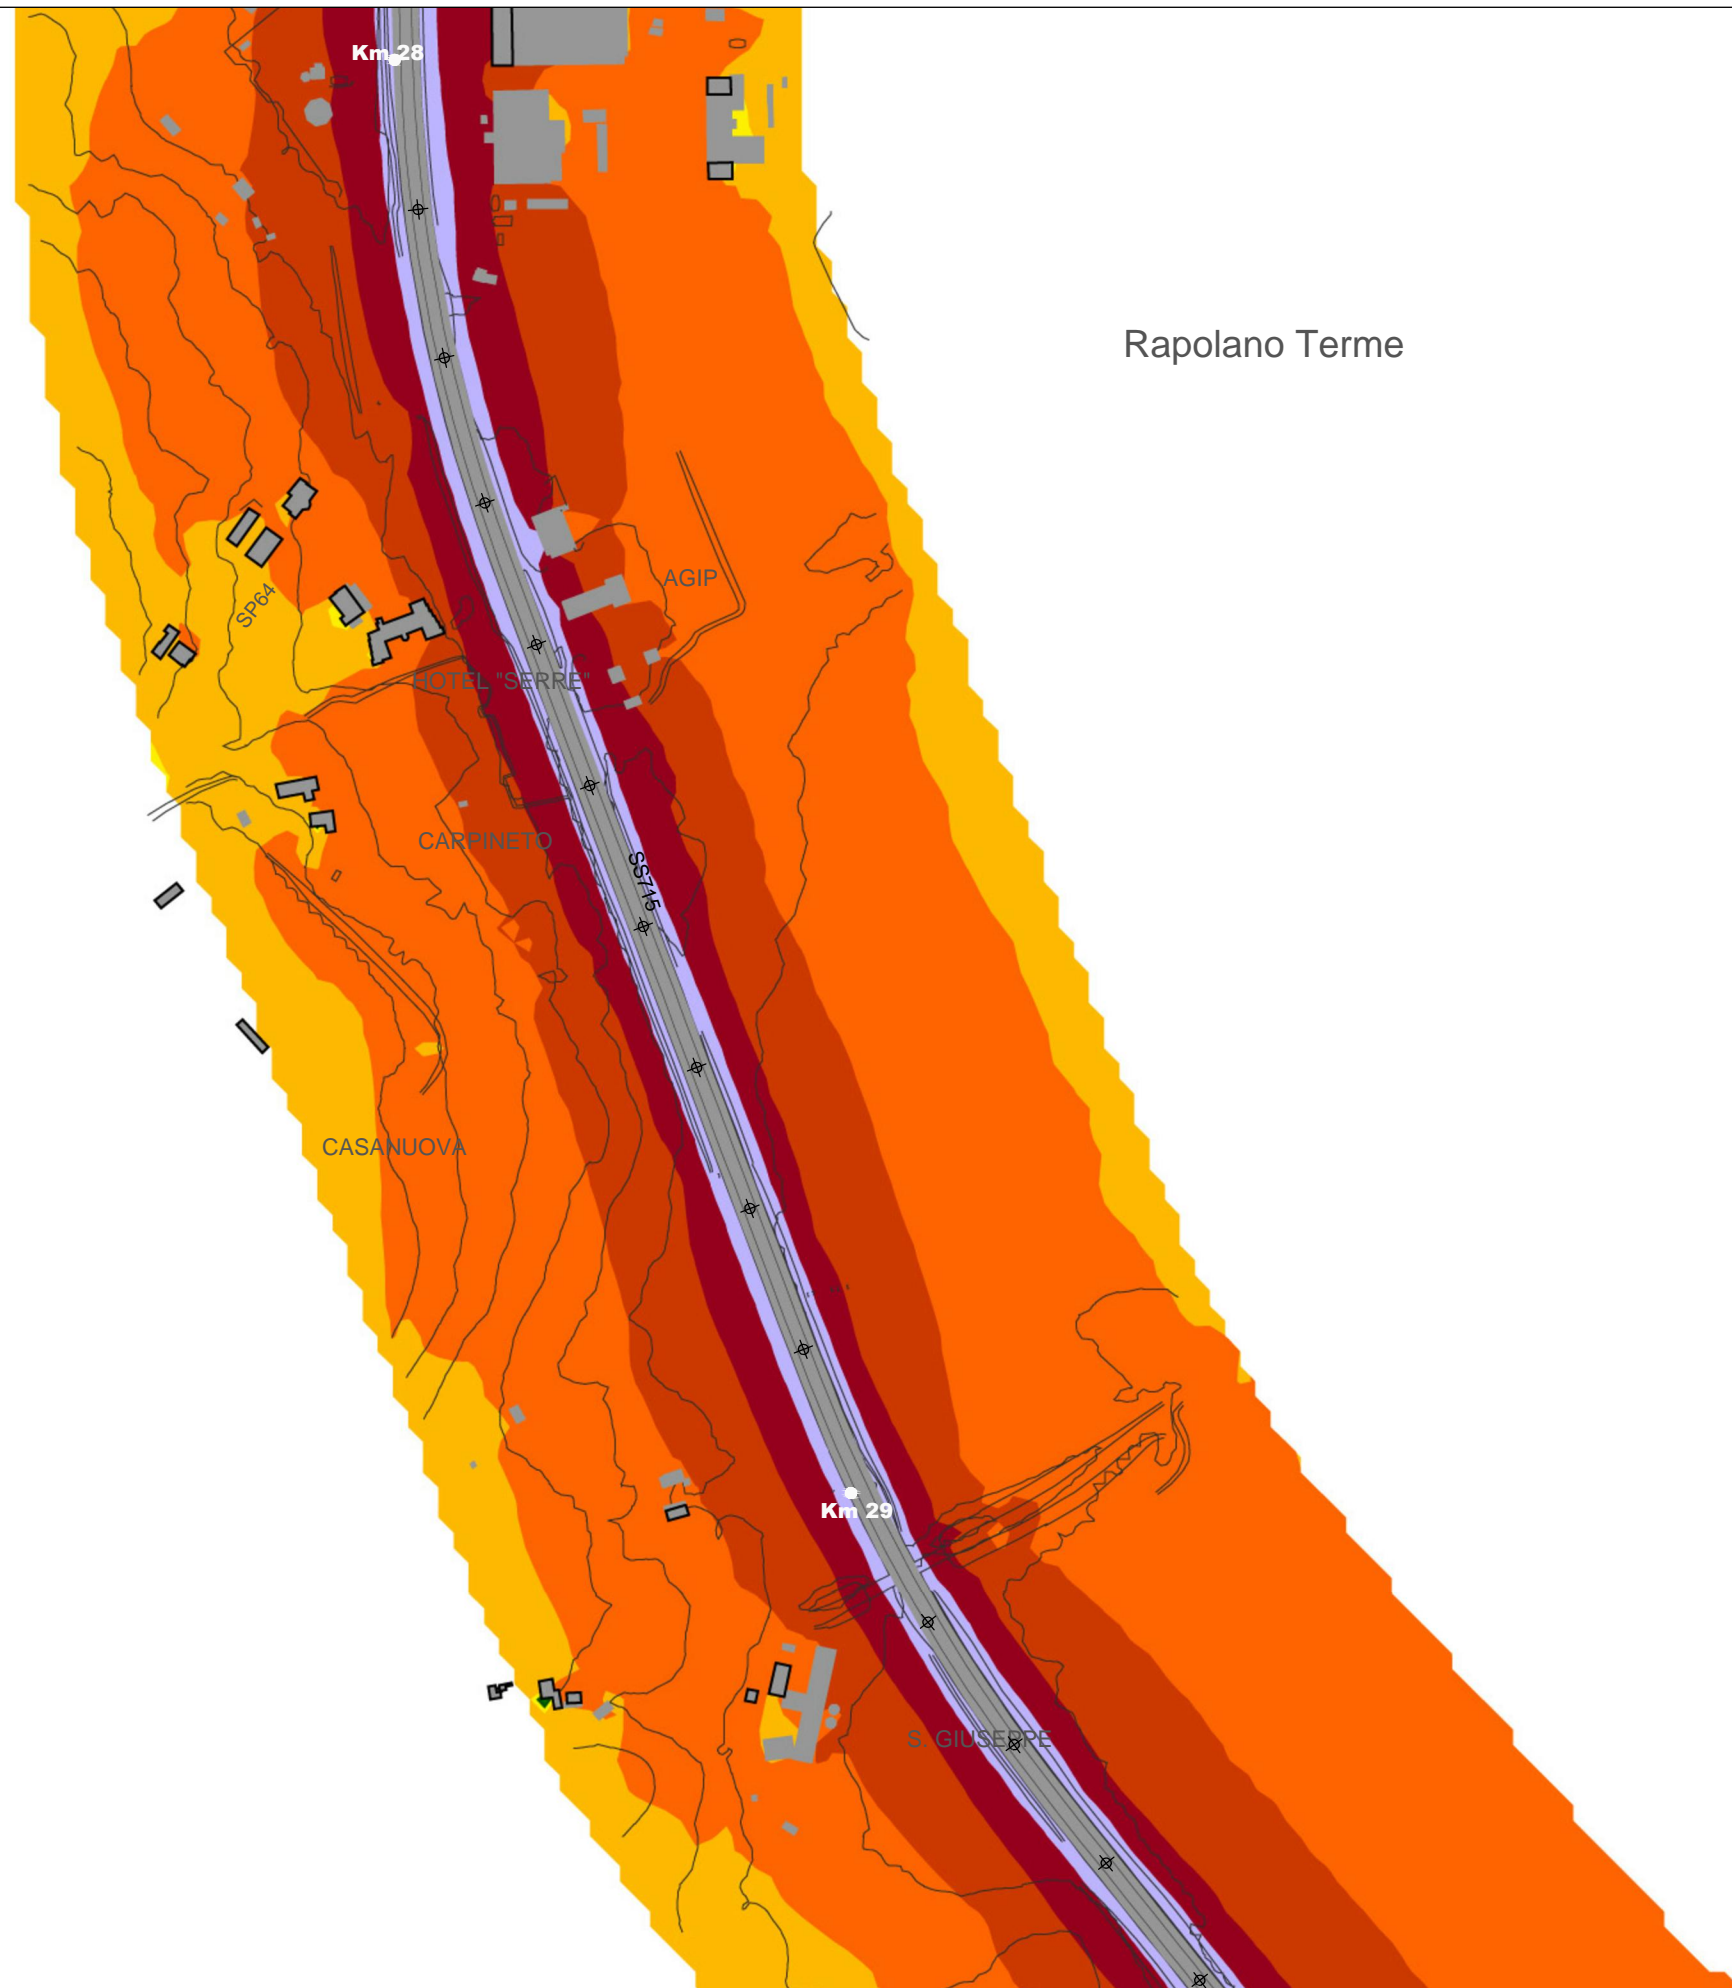 Km 28
Rapolano Terme
AGIP
SP64
HOTEL "SERRE"
CARPINETO
SS715
CASANUOVA
Km 29
S. GIUSEPPE